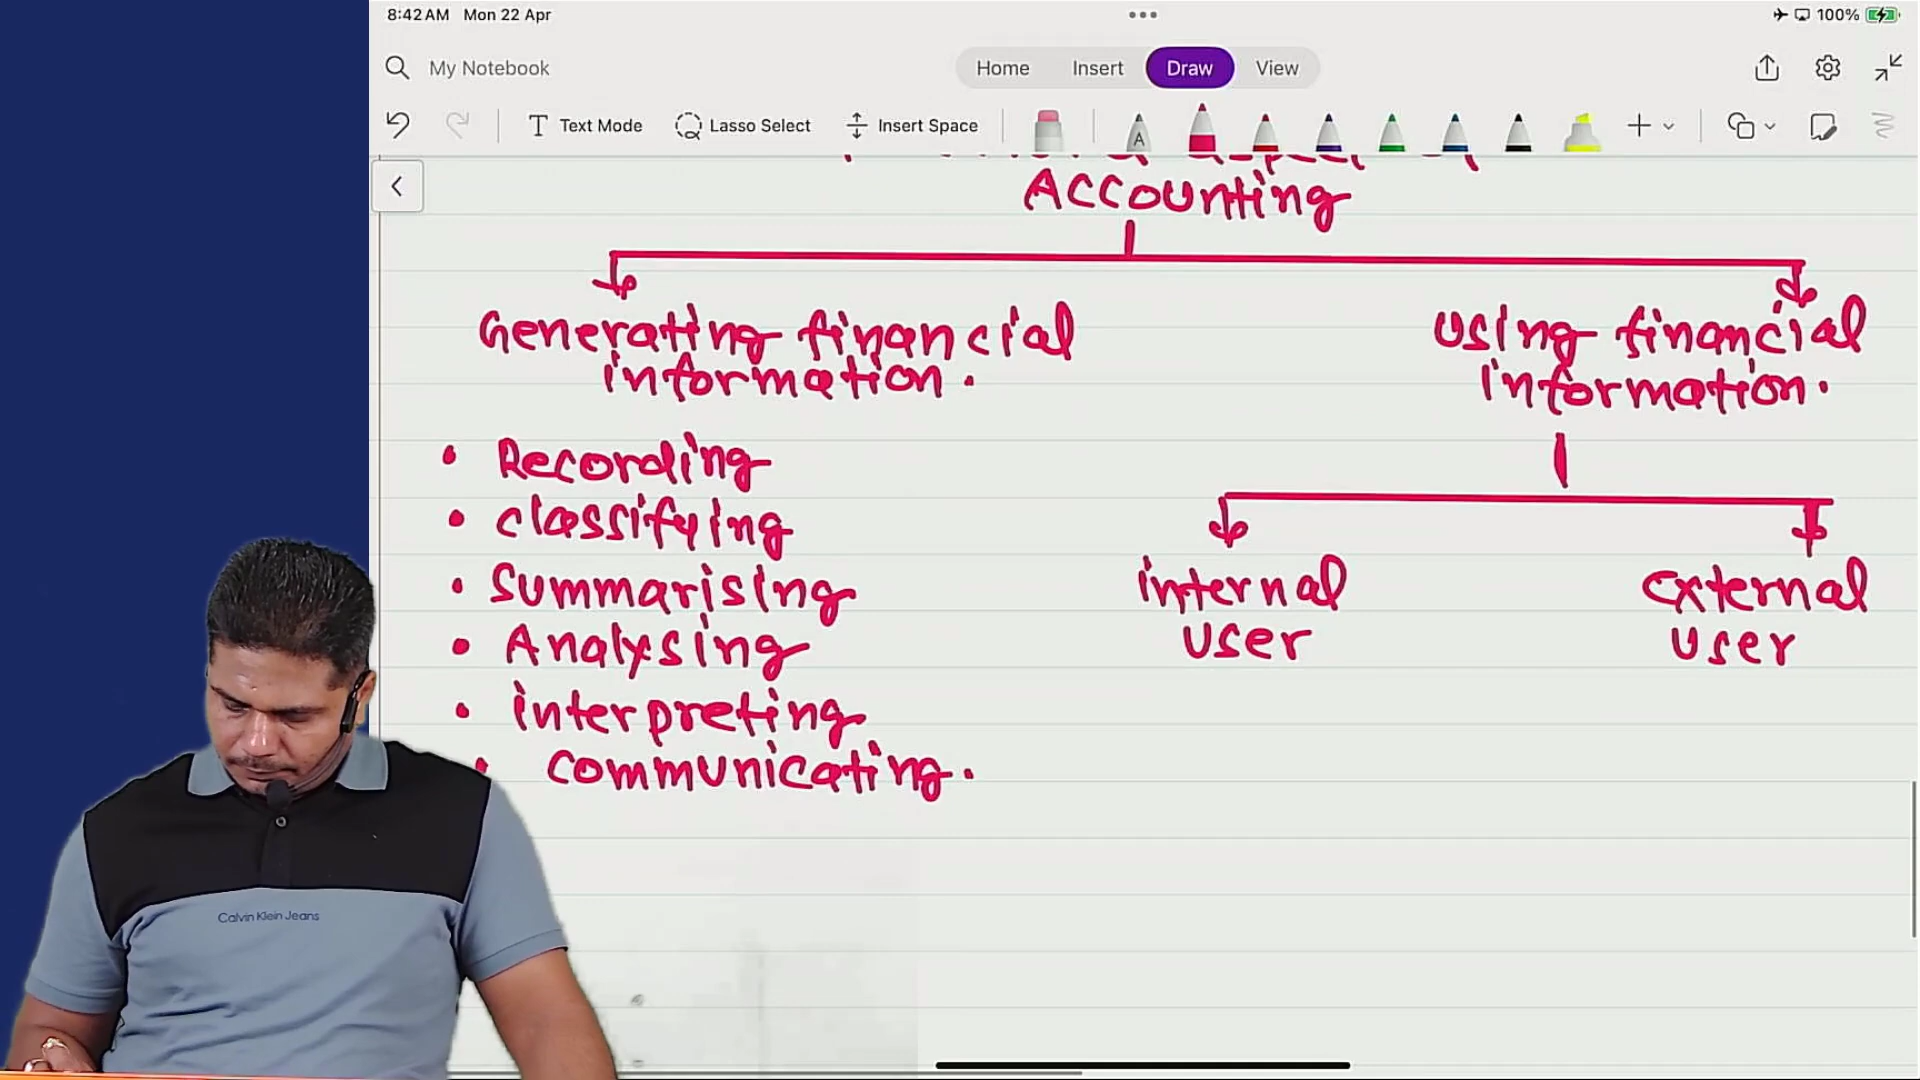 8:42 AM Mon 22 Apr
100%
My Notebook
Home Insert Draw View
Text Mode Lasso Select Insert Space
A
Accounting
Generating financial
information.
Using financial
information.
• Recording
• classifying
• Summarising
• Analysing
• interpreting
• communicating.
internal
user
external
user
Calvin Klein Jeans